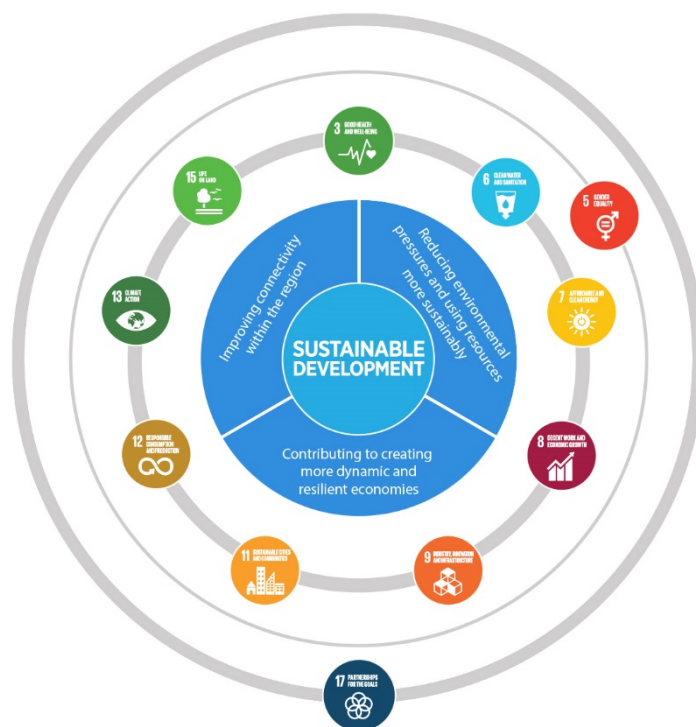 3 GOOD HEALTH
AND WELL-BEING
6 CLEAN WATER
AND SANITATION
5 GENDER
EQUALITY
7 AFFORDABLE AND
CLEAN ENERGY
8 DECENT WORK AND
ECONOMIC GROWTH
9 INDUSTRY, INNOVATION
AND INFRASTRUCTURE
17 PARTNERSHIPS
FOR THE GOALS
11 SUSTAINABLE CITIES
AND COMMUNITIES
12 RESPONSIBLE
CONSUMPTION
AND PRODUCTION
13 CLIMATE
ACTION
15 LIFE
ON LAND
Improving connectivity
within the region
Reducing environmental
pressures and using resources
more sustainably
SUSTAINABLE
DEVELOPMENT
Contributing to creating
more dynamic and
resilient economies